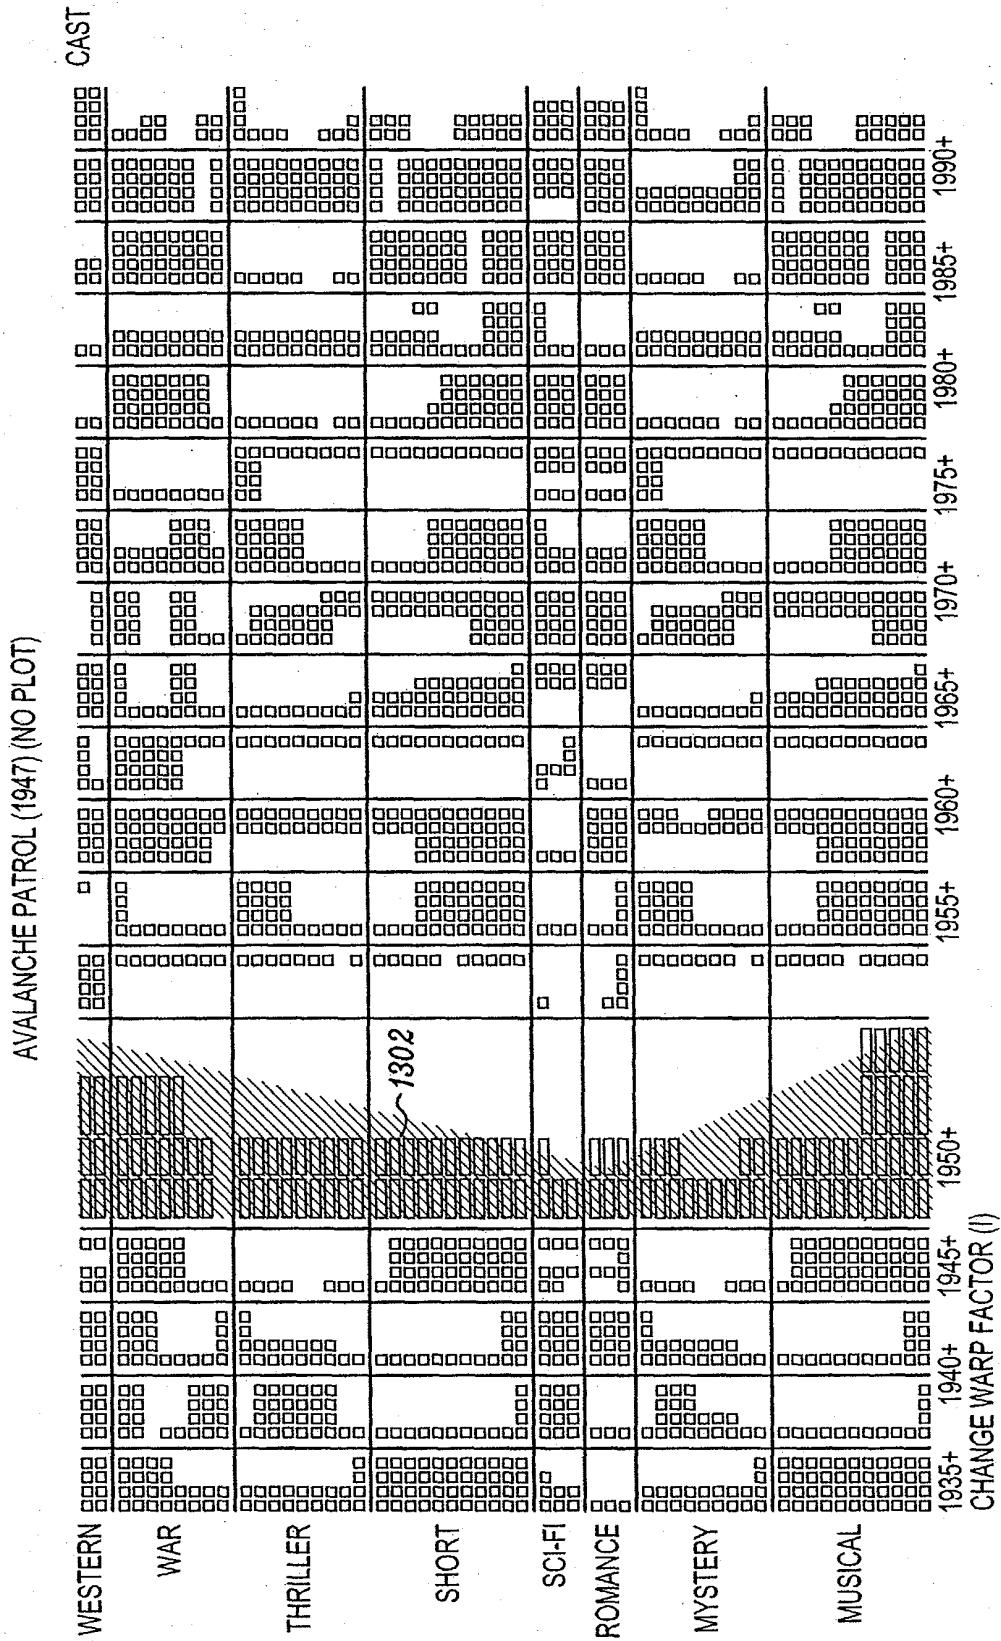 AVALANCHE PATROL (1947) (NO PLOT)
CAST
WESTERN
WAR
THRILLER
SHORT
SCI-FI
ROMANCE
MYSTERY
MUSICAL
1302
1935+ 1940+ 1945+ 1950+ 1955+ 1960+ 1965+ 1970+ 1975+ 1980+ 1985+ 1990+
CHANGE WARP FACTOR (I)